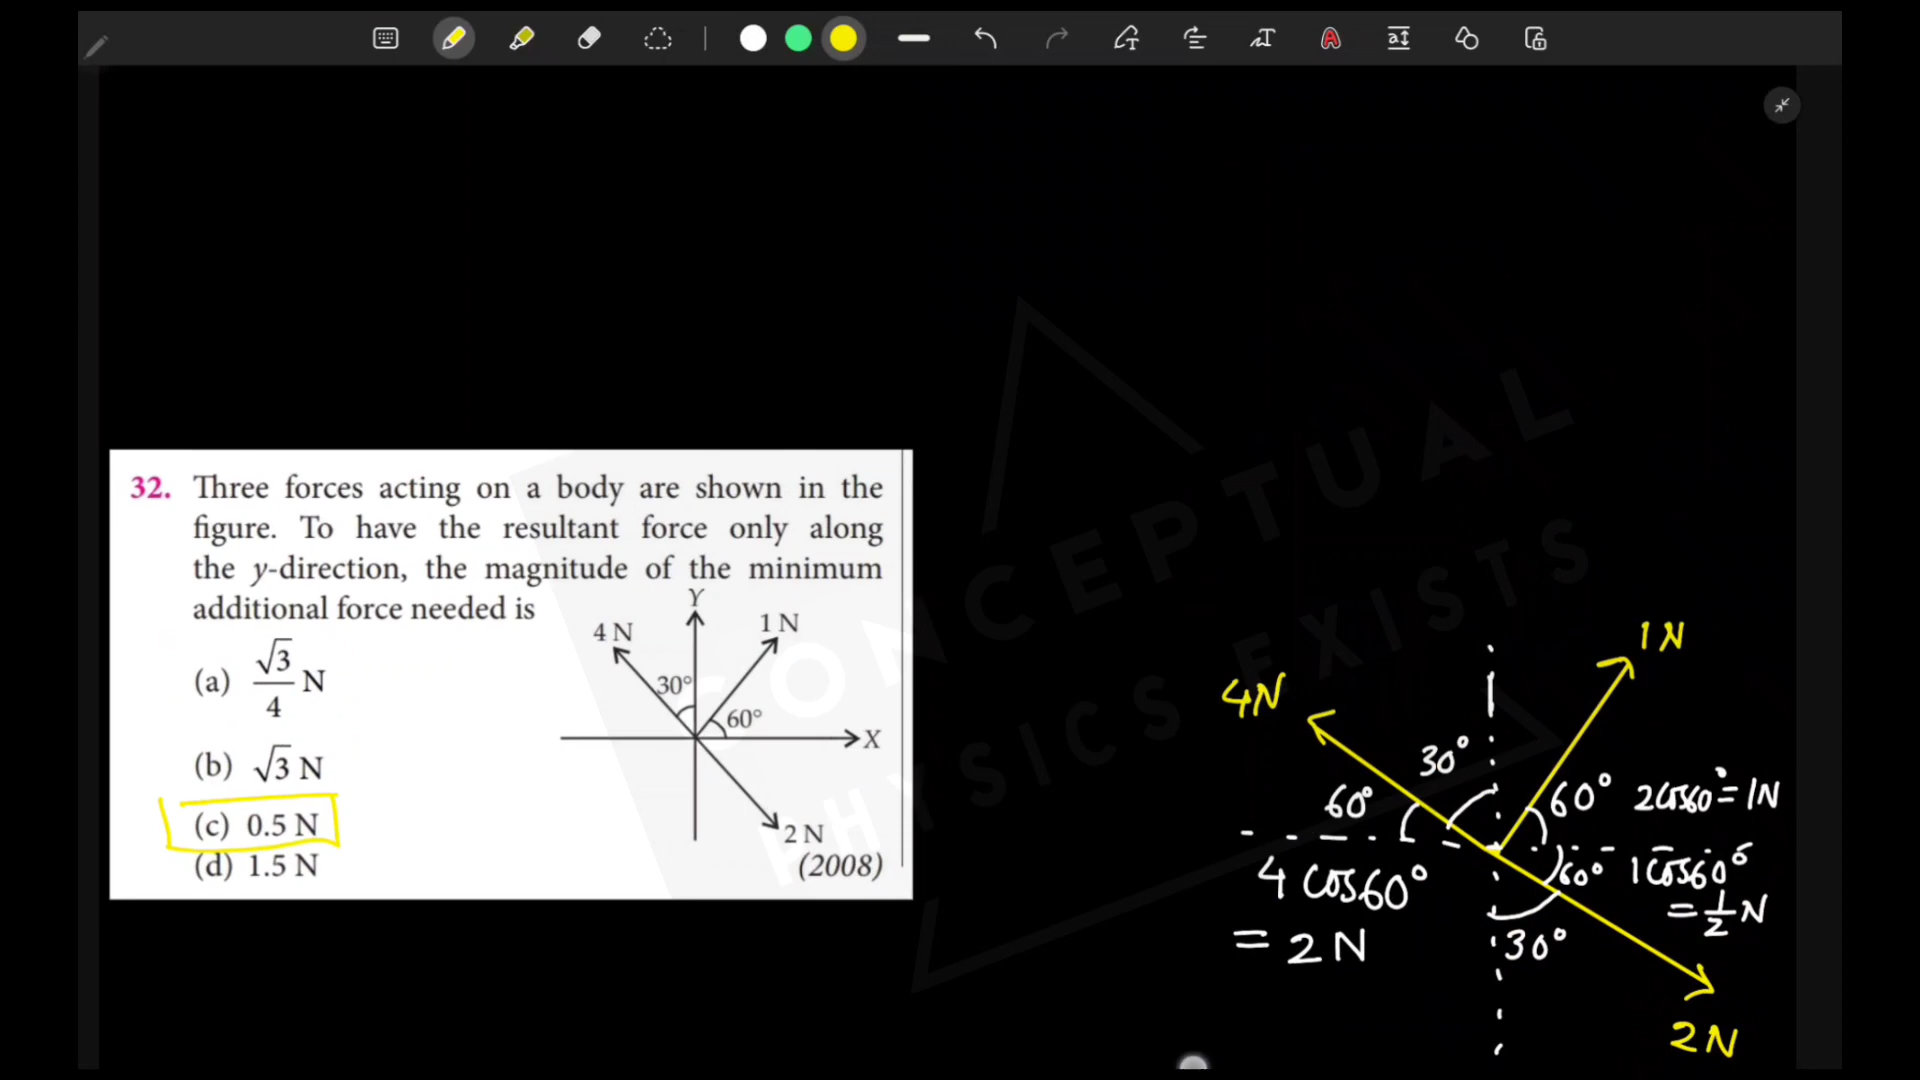 32. Three forces acting on a body are shown in the
figure. To have the resultant force only along
the y-direction, the magnitude of the minimum
additional force needed is
(a) √3/4 N
(b) √3 N
(c) 0.5 N
(d) 1.5 N
Y
4 N
1 N
30°
60°
X
2 N
(2008)
CONCEPTUAL
PHYSICS EXISTS
1N
4N
30°
60°
60° 2cos60° = 1N
4 cos60°
60° 1cos60°
= 1/2 N
= 2N
30°
2N